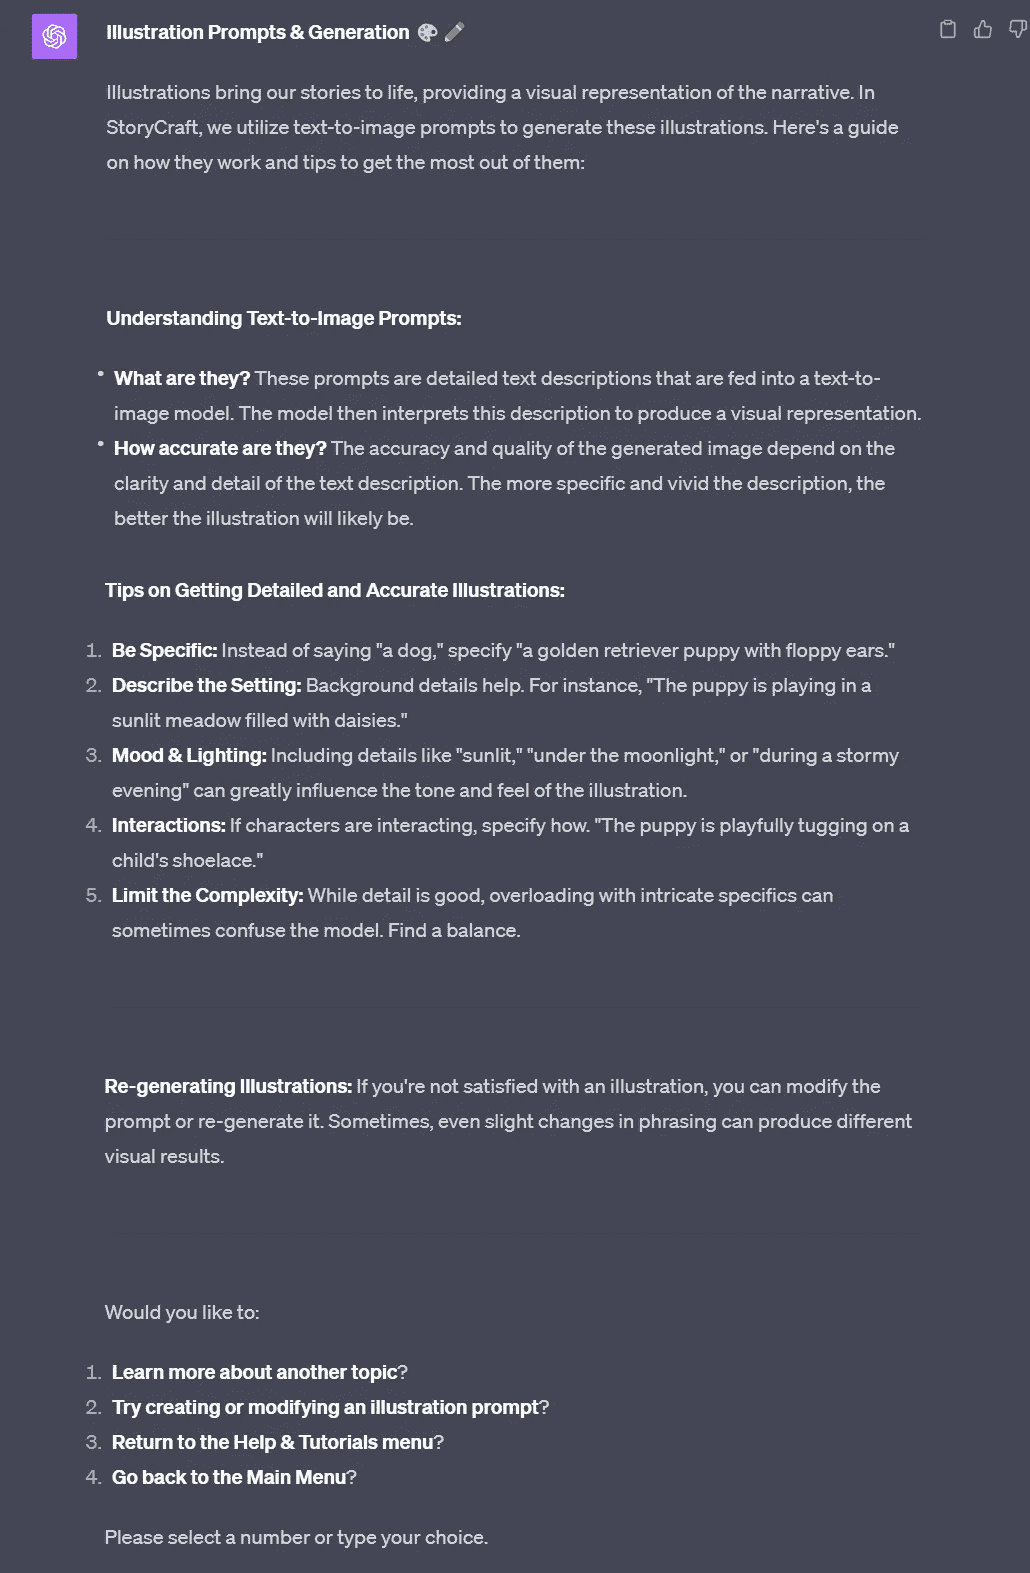 Illustration Prompts & Generation 🎨 ✏️
Illustrations bring our stories to life, providing a visual representation of the narrative. In
StoryCraft, we utilize text-to-image prompts to generate these illustrations. Here's a guide
on how they work and tips to get the most out of them:
Understanding Text-to-Image Prompts:
• What are they? These prompts are detailed text descriptions that are fed into a text-to-
image model. The model then interprets this description to produce a visual representation.
• How accurate are they? The accuracy and quality of the generated image depend on the
clarity and detail of the text description. The more specific and vivid the description, the
better the illustration will likely be.
Tips on Getting Detailed and Accurate Illustrations:
1. Be Specific: Instead of saying "a dog," specify "a golden retriever puppy with floppy ears."
2. Describe the Setting: Background details help. For instance, "The puppy is playing in a
sunlit meadow filled with daisies."
3. Mood & Lighting: Including details like "sunlit," "under the moonlight," or "during a stormy
evening" can greatly influence the tone and feel of the illustration.
4. Interactions: If characters are interacting, specify how. "The puppy is playfully tugging on a
child's shoelace."
5. Limit the Complexity: While detail is good, overloading with intricate specifics can
sometimes confuse the model. Find a balance.
Re-generating Illustrations: If you're not satisfied with an illustration, you can modify the
prompt or re-generate it. Sometimes, even slight changes in phrasing can produce different
visual results.
Would you like to:
1. Learn more about another topic?
2. Try creating or modifying an illustration prompt?
3. Return to the Help & Tutorials menu?
4. Go back to the Main Menu?
Please select a number or type your choice.